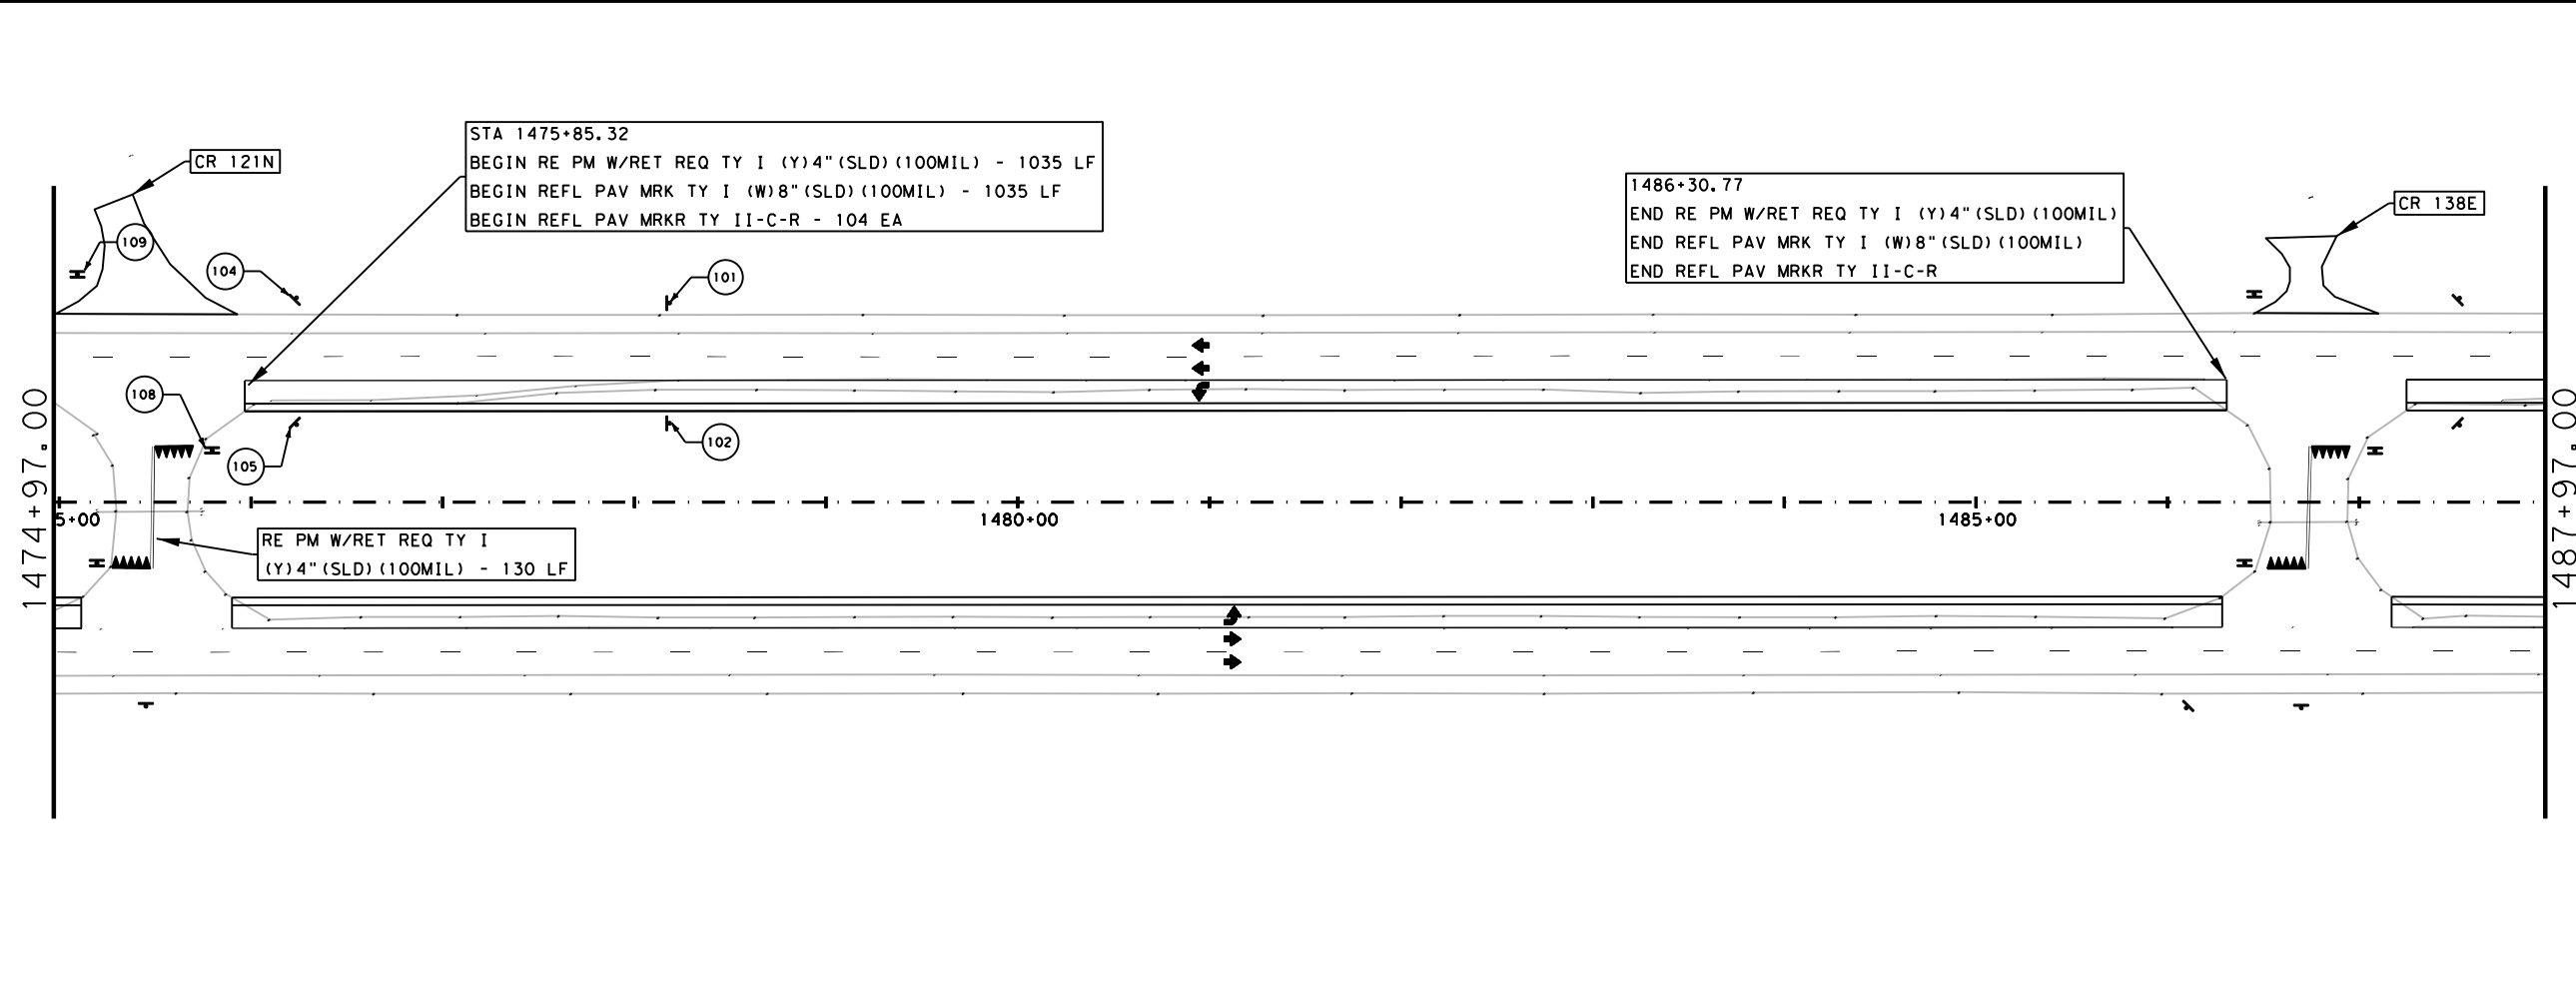 CR 121N
109
104
STA 1475+85.32
BEGIN RE PM W/RET REQ TY I (Y)4"(SLD)(100MIL) - 1035 LF
BEGIN REFL PAV MRK TY I (W)8"(SLD)(100MIL) - 1035 LF
BEGIN REFL PAV MRKR TY II-C-R - 104 EA
101
1486+30.77
END RE PM W/RET REQ TY I (Y)4"(SLD)(100MIL)
END REFL PAV MRK TY I (W)8"(SLD)(100MIL)
END REFL PAV MRKR TY II-C-R
CR 138E
108
105
102
1474+97.00
5+00
1480+00
1485+00
1487+97.00
RE PM W/RET REQ TY I
(Y)4"(SLD)(100MIL) - 130 LF